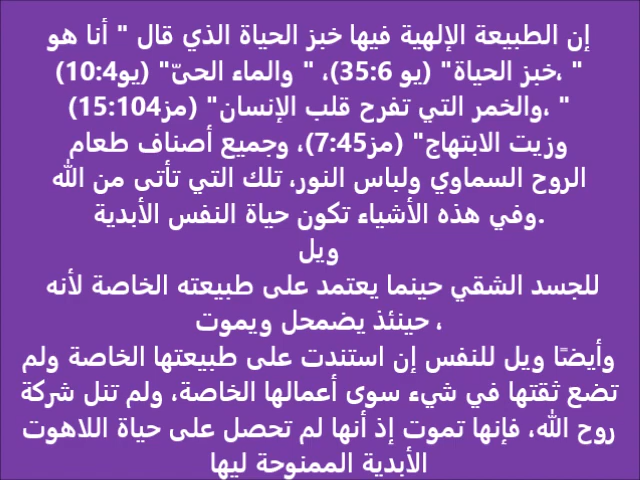 إن الطبيعة الإلهية فيها خبز الحياة الذي قال " أنا هو
خبز الحياة" (يو 35:6)، " والماء الحىّ" (يو10:4)، "
والخمر التي تفرح قلب الإنسان" (مز15:104)، "
وزيت الابتهاج" (مز7:45)، وجميع أصناف طعام
الروح السماوي ولباس النور، تلك التي تأتى من الله
وفي هذه الأشياء تكون حياة النفس الأبدية.
ويل
للجسد الشقي حينما يعتمد على طبيعته الخاصة لأنه
حينئذ يضمحل ويموت ،
وأيضًا ويل للنفس إن استندت على طبيعتها الخاصة ولم
تضع ثقتها في شيء سوى أعمالها الخاصة، ولم تنل شركة
روح الله، فإنها تموت إذ أنها لم تحصل على حياة اللاهوت
الأبدية الممنوحة ليها